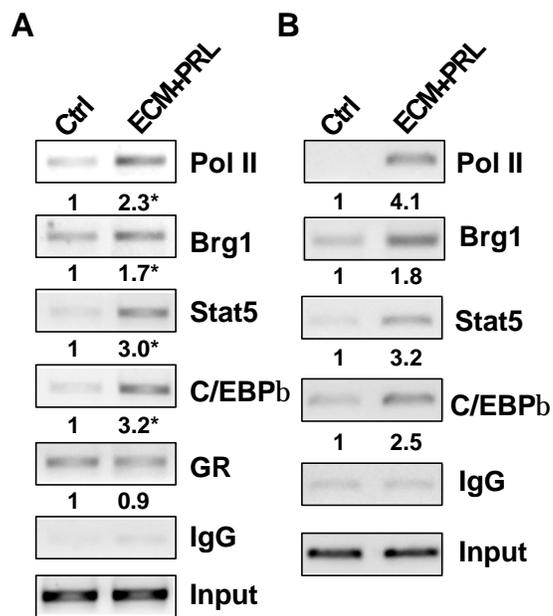 A
Ctrl ECM+PRL
Pol II
1 2.3*
Brg1
1 1.7*
Stat5
1 3.0*
C/EBPb
1 3.2*
GR
1 0.9
IgG
Input
B
Ctrl ECM+PRL
Pol II
1 4.1
Brg1
1 1.8
Stat5
1 3.2
C/EBPb
1 2.5
IgG
Input